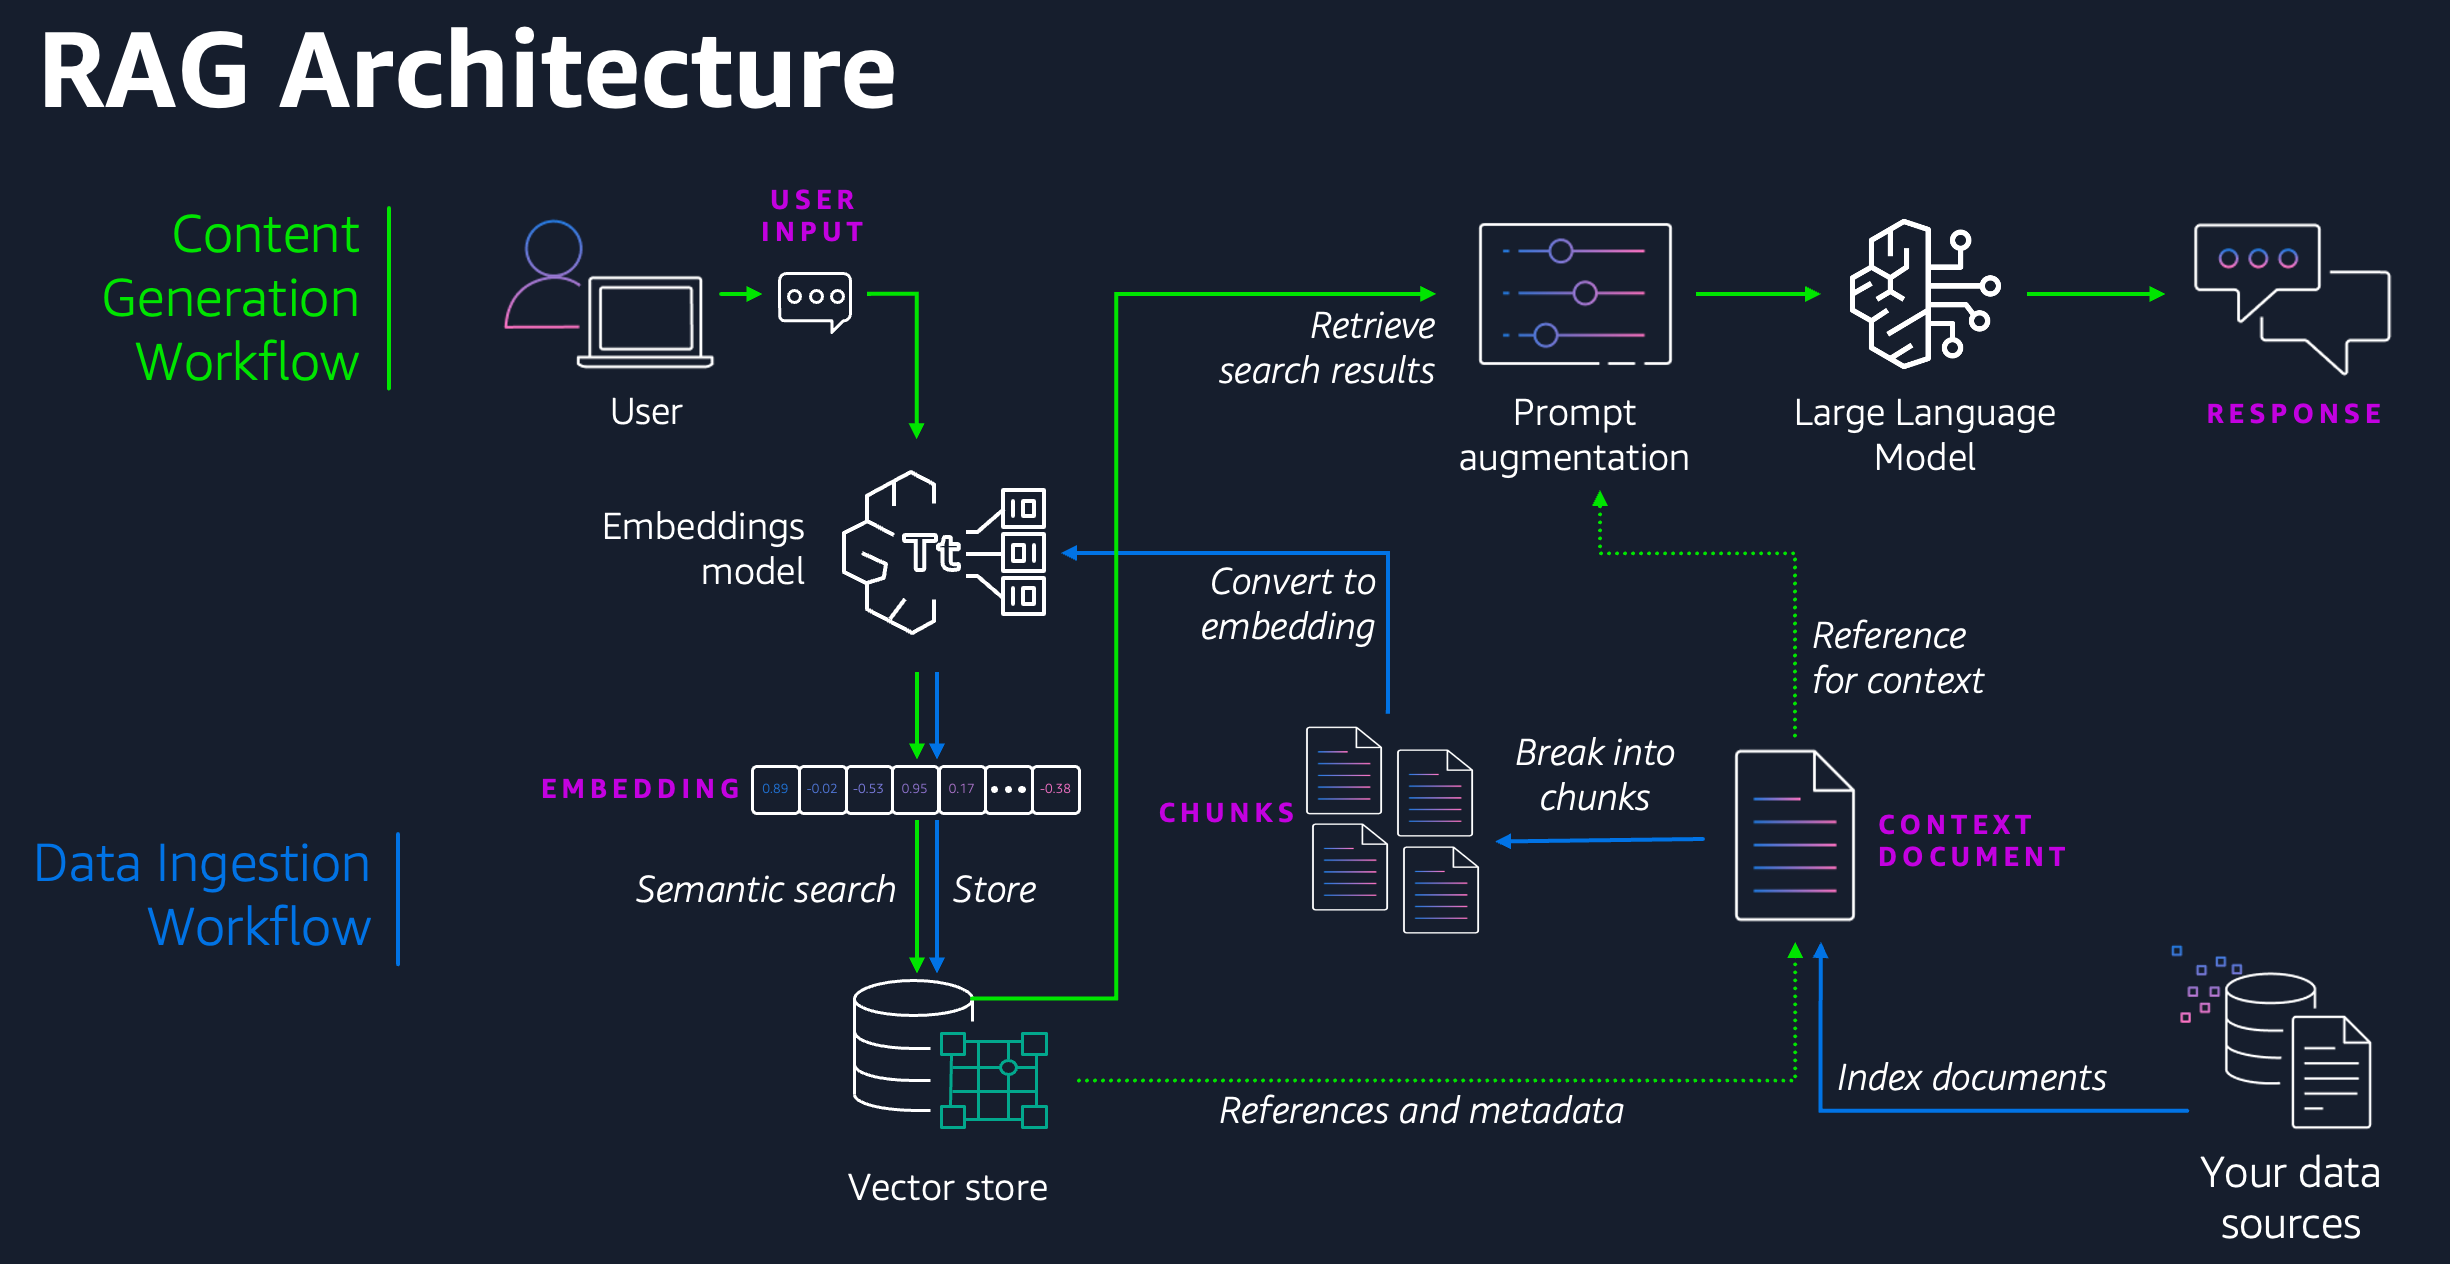 RAG Architecture
Content
Generation
Workflow
USER
INPUT
User
Retrieve
search results
Prompt
augmentation
Large Language
Model
RESPONSE
Embeddings
model
Tt
10
01
10
Convert to
embedding
Reference
for context
EMBEDDING
0.89 -0.02 -0.53 0.95 0.17 ••• -0.38
CHUNKS
Break into
chunks
CONTEXT
DOCUMENT
Data Ingestion
Workflow
Semantic search
Store
Vector store
References and metadata
Index documents
Your data
sources